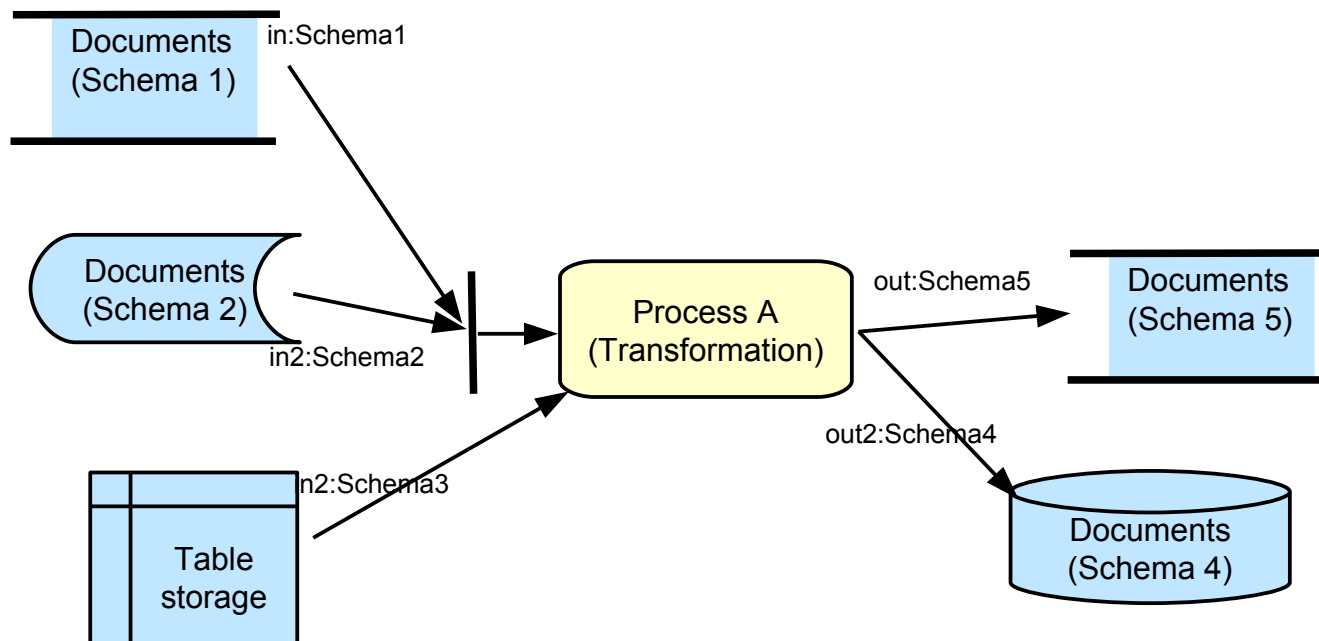 Documents
(Schema 1)
in:Schema1
Documents
(Schema 2)
in2:Schema2
Process A
(Transformation)
out:Schema5
Documents
(Schema 5)
out2:Schema4
in2:Schema3
Table
storage
Documents
(Schema 4)